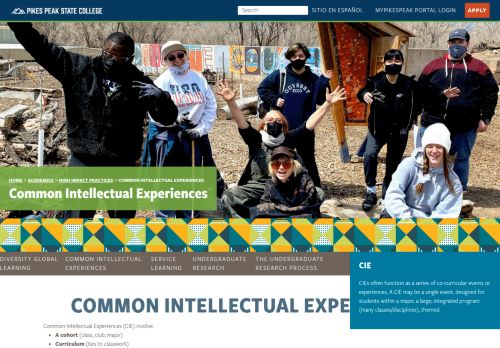 PIKES PEAK STATE COLLEGE
Search
SITIO EN ESPAÑOL
MYPIKESPEAK PORTAL LOGIN
APPLY
HOME > ACADEMICS > HIGH IMPACT PRACTICES > COMMON INTELLECTUAL EXPERIENCES
Common Intellectual Experiences
DIVERSITY GLOBAL
LEARNING
COMMON INTELLECTUAL
EXPERIENCES
SERVICE
LEARNING
UNDERGRADUATE
RESEARCH
THE UNDERGRADUATE
RESEARCH PROCESS
CIE
CIEs often function as a series of co-curricular events or
experiences. A CIE may be a single event, designed for
students within a major, a large, integrated program
(many classes/disciplines), themed.
COMMON INTELLECTUAL EXPE
Common Intellectual Experiences (CIE) involve:
• A cohort (class, club, major)
• Curriculum (ties to classwork)